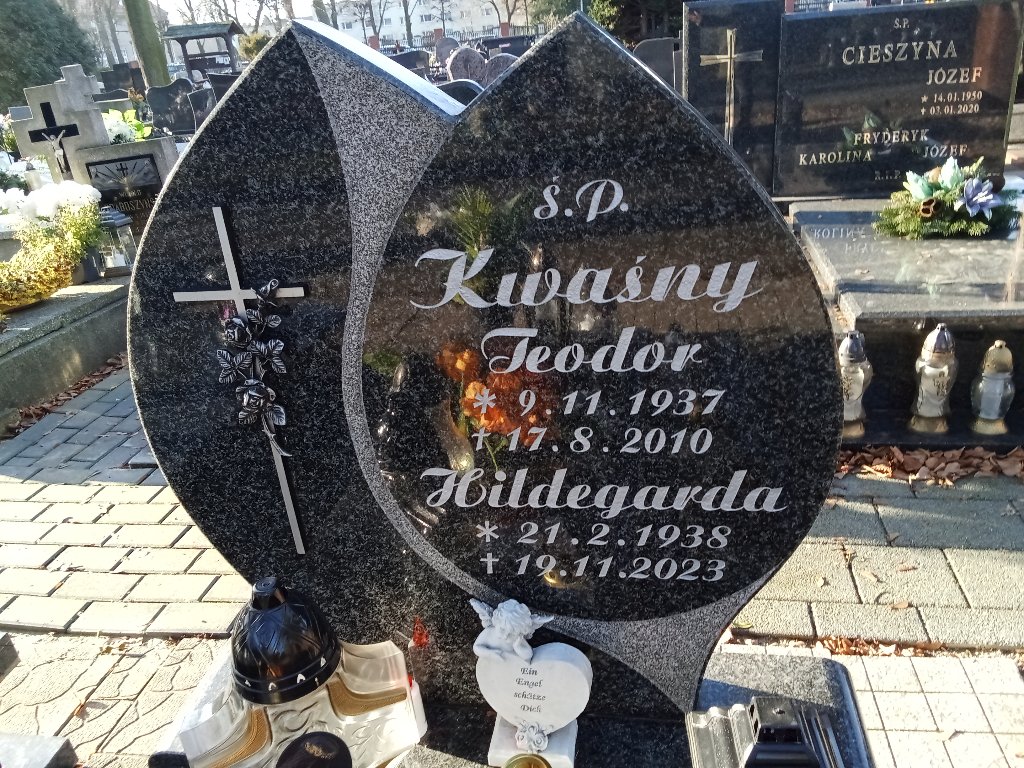 ś.P.
Kwaśny
Teodor
* 9.11.1937
† 17.8.2010
Hildegarda
* 21.2.1938
† 19.11.2023
Ein
Engel
schütze
Dich
Ś.P.
CIESZYNA
JÓZEF
* 14.01.1950
† 03.01.2020
FRYDERYK
KAROLINA JÓZEF
R.I.P.